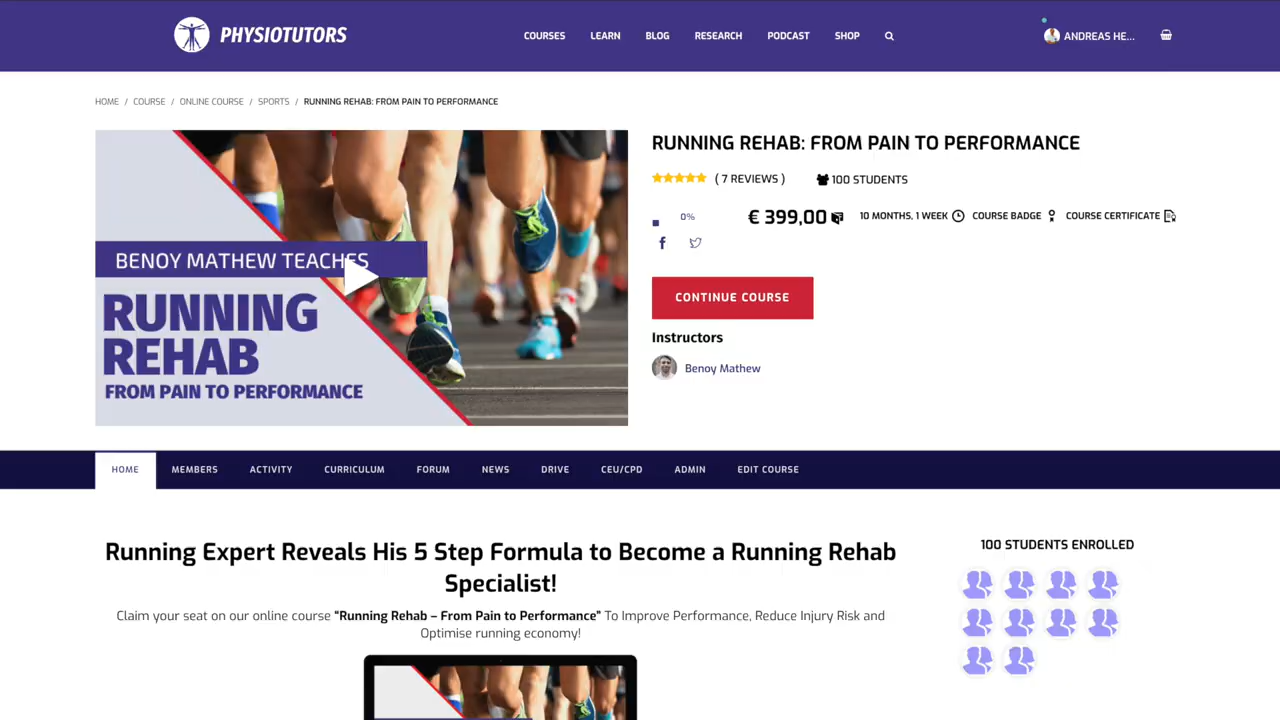 PHYSIOTUTORS
COURSES LEARN BLOG RESEARCH PODCAST SHOP
ANDREAS HE...
HOME / COURSE / ONLINE COURSE / SPORTS / RUNNING REHAB: FROM PAIN TO PERFORMANCE
BENOY MATHEW TEACHES
RUNNING
REHAB
FROM PAIN TO PERFORMANCE
RUNNING REHAB: FROM PAIN TO PERFORMANCE
( 7 REVIEWS ) 100 STUDENTS
0%
€ 399,00 10 MONTHS, 1 WEEK COURSE BADGE COURSE CERTIFICATE
CONTINUE COURSE
Instructors
Benoy Mathew
HOME MEMBERS ACTIVITY CURRICULUM FORUM NEWS DRIVE CEU/CPD ADMIN EDIT COURSE
Running Expert Reveals His 5 Step Formula to Become a Running Rehab
Specialist!
Claim your seat on our online course “Running Rehab – From Pain to Performance” To Improve Performance, Reduce Injury Risk and
Optimise running economy!
100 STUDENTS ENROLLED